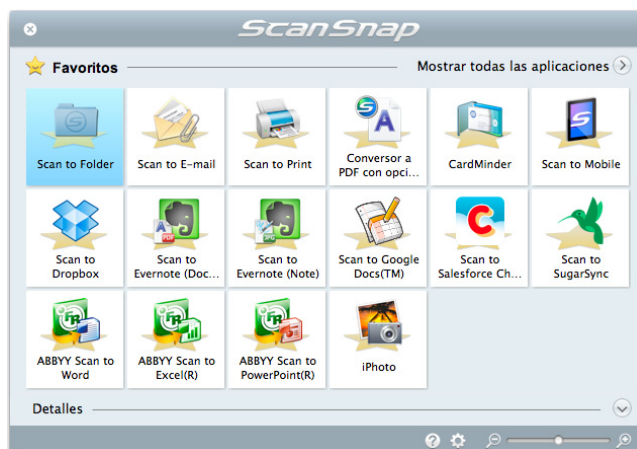 ScanSnap
Favoritos
Mostrar todas las aplicaciones
Scan to Folder
Scan to E-mail
Scan to Print
Conversor a
PDF con opci...
CardMinder
Scan to Mobile
Scan to
Dropbox
Scan to
Evernote (Doc...
Scan to
Evernote (Note)
Scan to Google
Docs(TM)
Scan to
Salesforce Ch...
Scan to
SugarSync
ABBYY Scan to
Word
ABBYY Scan to
Excel(R)
ABBYY Scan to
PowerPoint(R)
iPhoto
Detalles